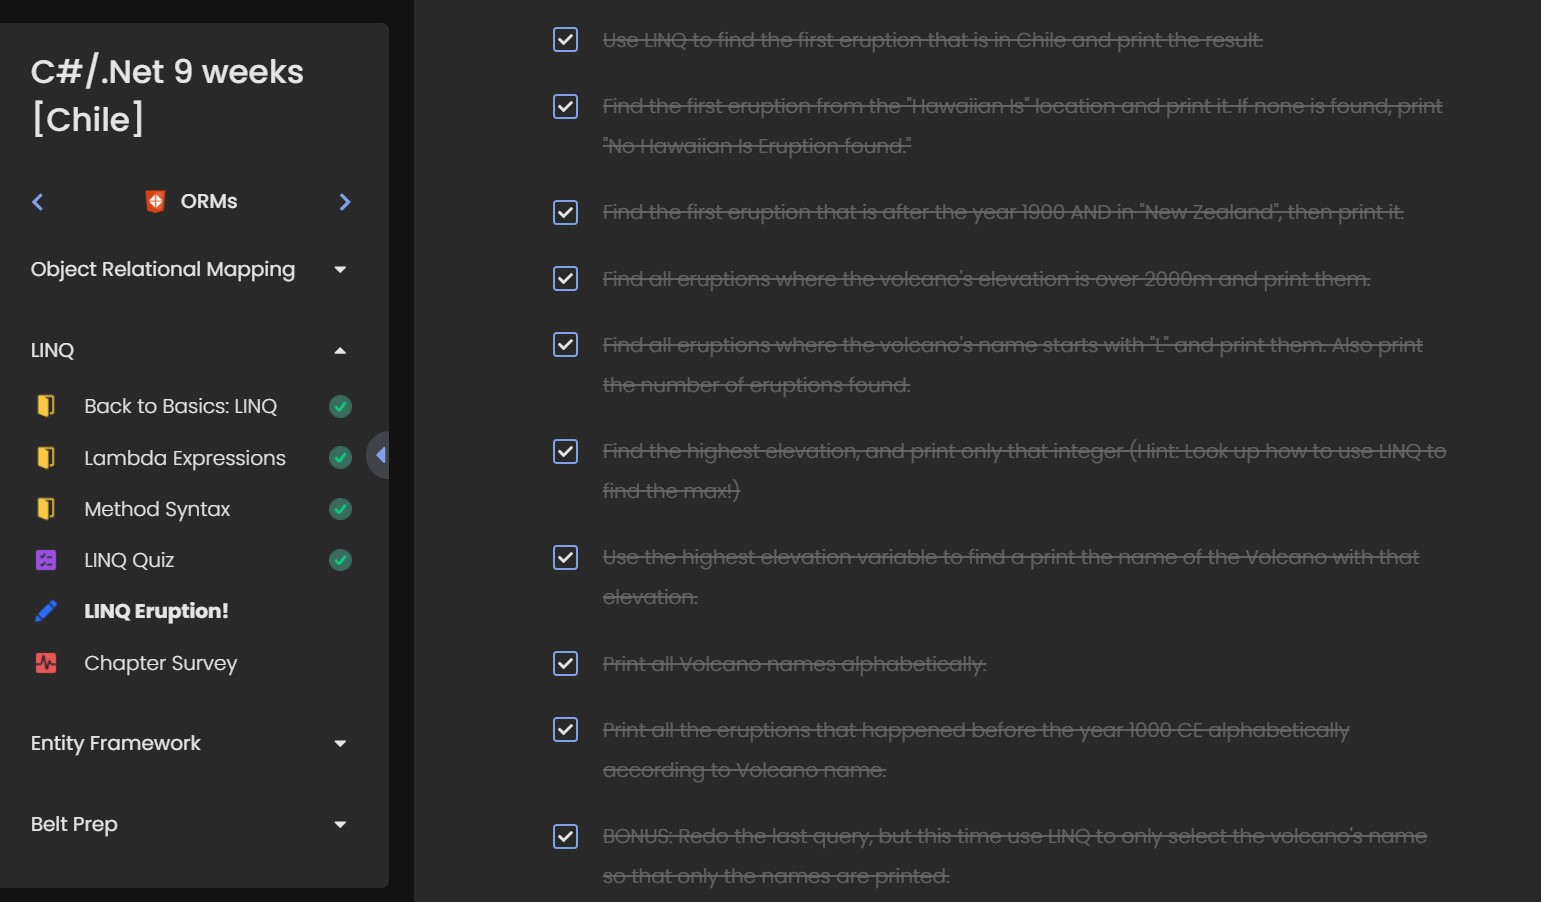 C#/.Net 9 weeks
[Chile]
ORMs
Object Relational Mapping
LINQ
Back to Basics: LINQ
Lambda Expressions
Method Syntax
LINQ Quiz
LINQ Eruption!
Chapter Survey
Entity Framework
Belt Prep
Use LINQ to find the first eruption that is in Chile and print the result.
Find the first eruption from the "Hawaiian Is" location and print it. If none is found, print
"No Hawaiian Is Eruption found."
Find the first eruption that is after the year 1900 AND in "New Zealand", then print it.
Find all eruptions where the volcano's elevation is over 2000m and print them.
Find all eruptions where the volcano's name starts with "L" and print them. Also print
the number of eruptions found.
Find the highest elevation, and print only that integer (Hint: Look up how to use LINQ to
find the max!)
Use the highest elevation variable to find a print the name of the Volcano with that
elevation.
Print all Volcano names alphabetically.
Print all the eruptions that happened before the year 1000 CE alphabetically
according to Volcano name.
BONUS: Redo the last query, but this time use LINQ to only select the volcano's name
so that only the names are printed.